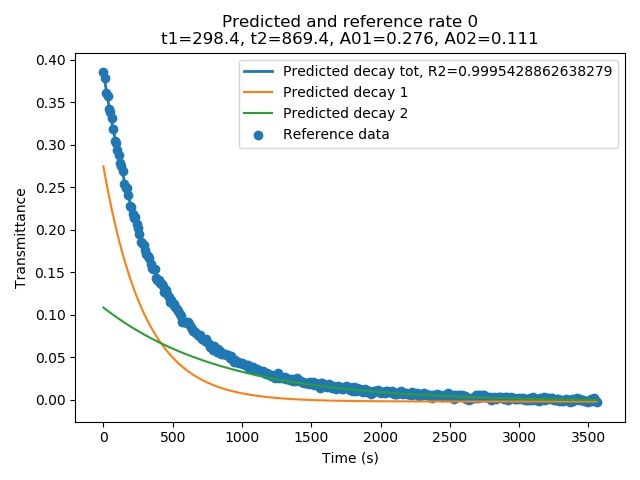 Predicted and reference rate 0
t1=298.4, t2=869.4, A01=0.276, A02=0.111
Predicted decay tot, R2=0.9995428862638279
Predicted decay 1
Predicted decay 2
Reference data
Transmittance
0.40
0.35
0.30
0.25
0.20
0.15
0.10
0.05
0.00
0 500 1000 1500 2000 2500 3000 3500
Time (s)